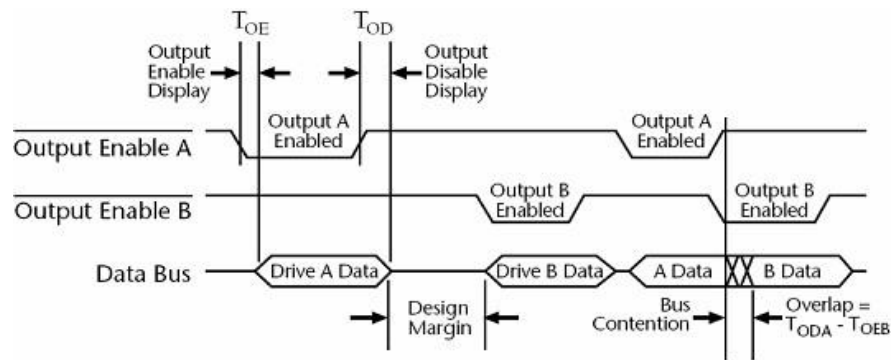 TOE
TOD
Output
Enable
Display
Output
Disable
Display
Output A
Enabled
Output A
Enabled
Output Enable A
Output B
Enabled
Output B
Enabled
Output Enable B
Data Bus
Drive A Data
Drive B Data
A Data
B Data
Design
Margin
Bus
Contention
Overlap =
TODA - TOEB